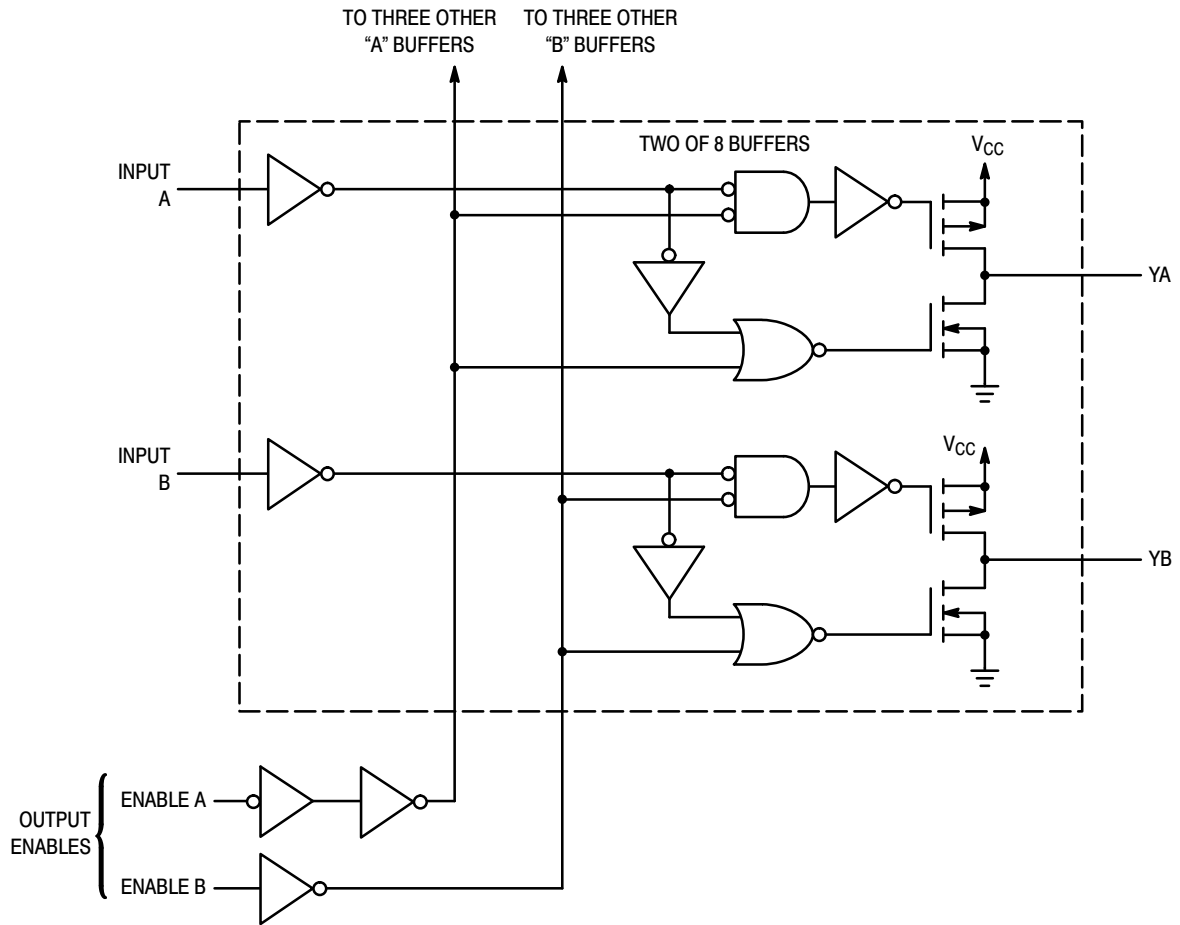 TO THREE OTHER
“A” BUFFERS
TO THREE OTHER
“B” BUFFERS
TWO OF 8 BUFFERS
VCC
INPUT
A
YA
INPUT
B
VCC
YB
OUTPUT
ENABLES
ENABLE A
ENABLE B